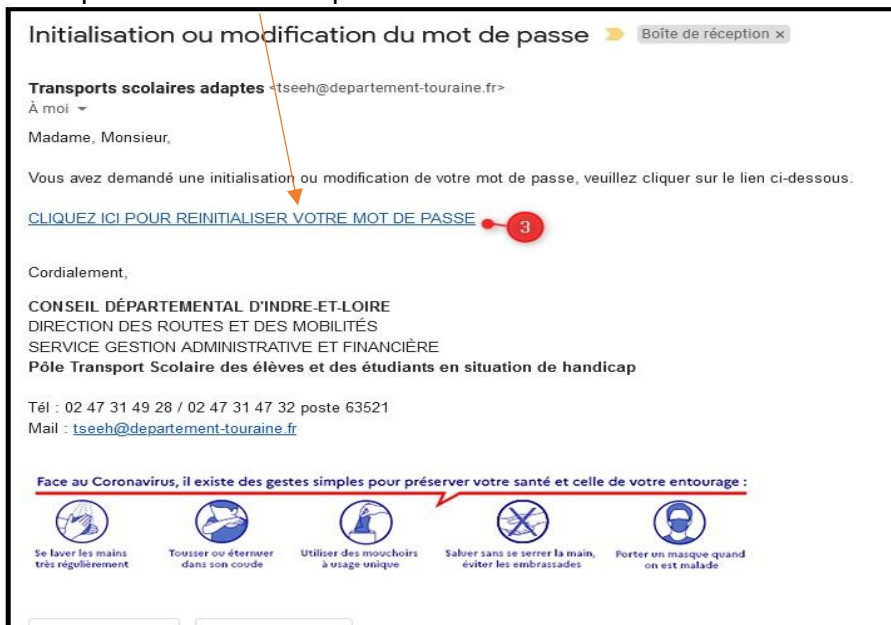 Initialisation ou modification du mot de passe Boîte de réception x
Transports scolaires adaptes <tseeh@departement-touraine.fr>
À moi
Madame, Monsieur,
Vous avez demandé une initialisation ou modification de votre mot de passe, veuillez cliquer sur le lien ci-dessous.
CLIQUEZ ICI POUR REINITIALISER VOTRE MOT DE PASSE 3
Cordialement,
CONSEIL DÉPARTEMENTAL D'INDRE-ET-LOIRE
DIRECTION DES ROUTES ET DES MOBILITÉS
SERVICE GESTION ADMINISTRATIVE ET FINANCIÈRE
Pôle Transport Scolaire des élèves et des étudiants en situation de handicap
Tél : 02 47 31 49 28 / 02 47 31 47 32 poste 63521
Mail : tseeh@departement-touraine.fr
Face au Coronavirus, il existe des gestes simples pour préserver votre santé et celle de votre entourage :
Se laver les mains
très régulièrement
Tousser ou éternuer
dans son coude
Utiliser des mouchoirs
à usage unique
Saluer sans se serrer la main,
éviter les embrassades
Porter un masque quand
on est malade